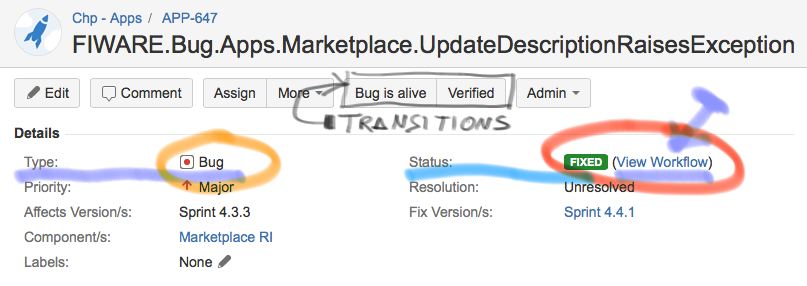 Chp - Apps / APP-647
FIWARE.Bug.Apps.Marketplace.UpdateDescriptionRaisesException
Edit Comment Assign More Bug is alive Verified Admin
TRANSITIONS
Details
Type: Bug Status: FIXED (View Workflow)
Priority: Major Resolution: Unresolved
Affects Version/s: Sprint 4.3.3 Fix Version/s: Sprint 4.4.1
Component/s: Marketplace RI
Labels: None